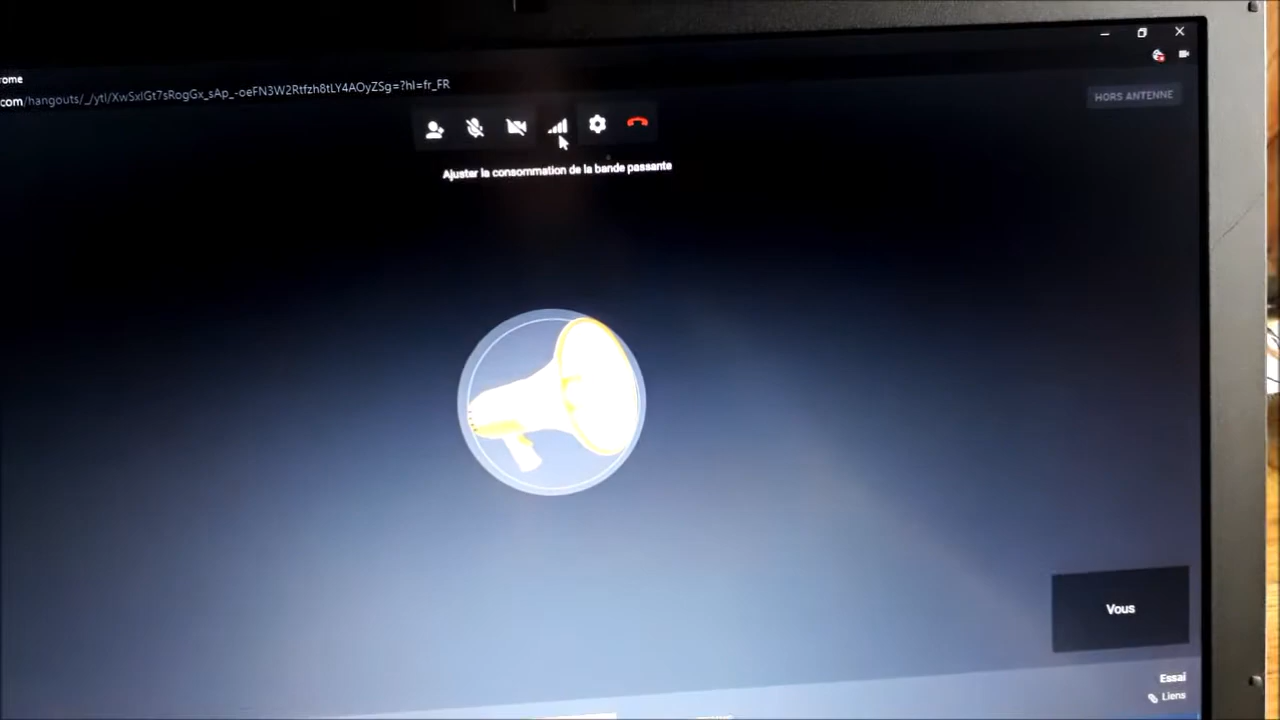 rome
com/hangouts/_/ytl/XwSxlGt7sRogGx_sAp_-oeFN3W2Rtfzh8tLY4AOyZSg=?hl=fr_FR
HORS ANTENNE
Ajuster la consommation de la bande passante
Vous
Essai
Liens